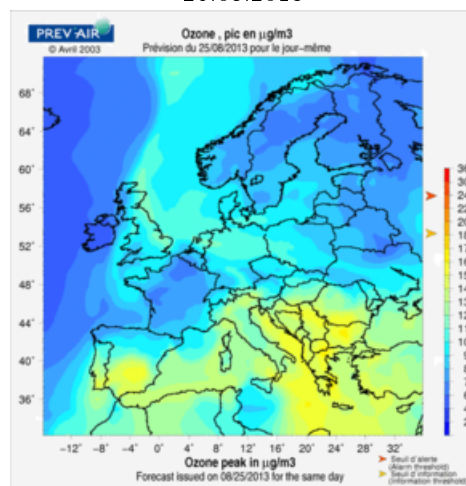 PREV'AIR
© Avril 2003
Ozone , pic en µg/m3
Prévision du 25/08/2013 pour le jour-même
68°
64°
60°
56°
52°
48°
44°
40°
36°
-12° -8° -4° 0° 4° 8° 12° 16° 20° 24° 28° 32°
Ozone peak in µg/m3
Forecast issued on 08/25/2013 for the same day
Seuil d'alerte
(Alarm threshold)
Seuil d'information
(Information threshold)